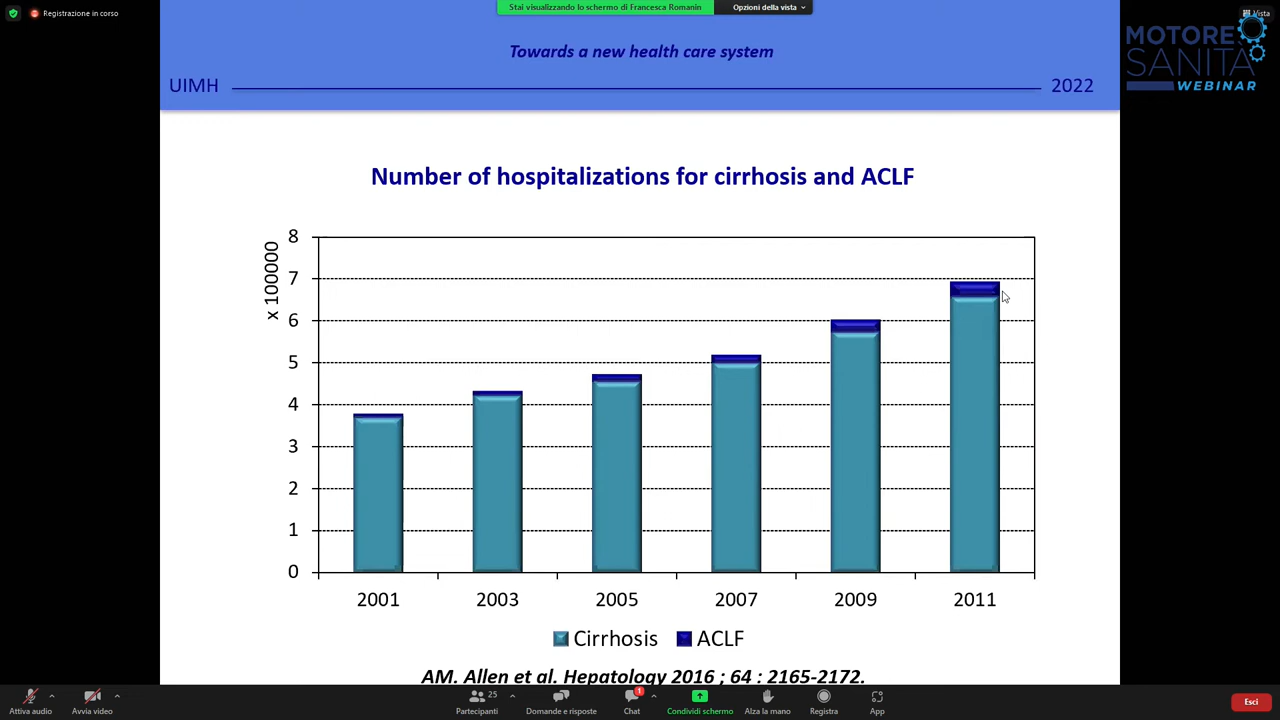 Registrazione in corso
Stai visualizzando lo schermo di Francesca Romanin
Opzioni della vista
Vista
MOTORE
SANITÀ
WEBINAR
Towards a new health care system
UIMH
2022
Number of hospitalizations for cirrhosis and ACLF
x 100000
8
7
6
5
4
3
2
1
0
2001 2003 2005 2007 2009 2011
Cirrhosis ACLF
AM. Allen et al. Hepatology 2016 ; 64 : 2165-2172.
Attiva audio
Avvia video
25
Partecipanti
Domande e risposte
1
Chat
Condividi schermo
Alza la mano
Registra
App
Esci